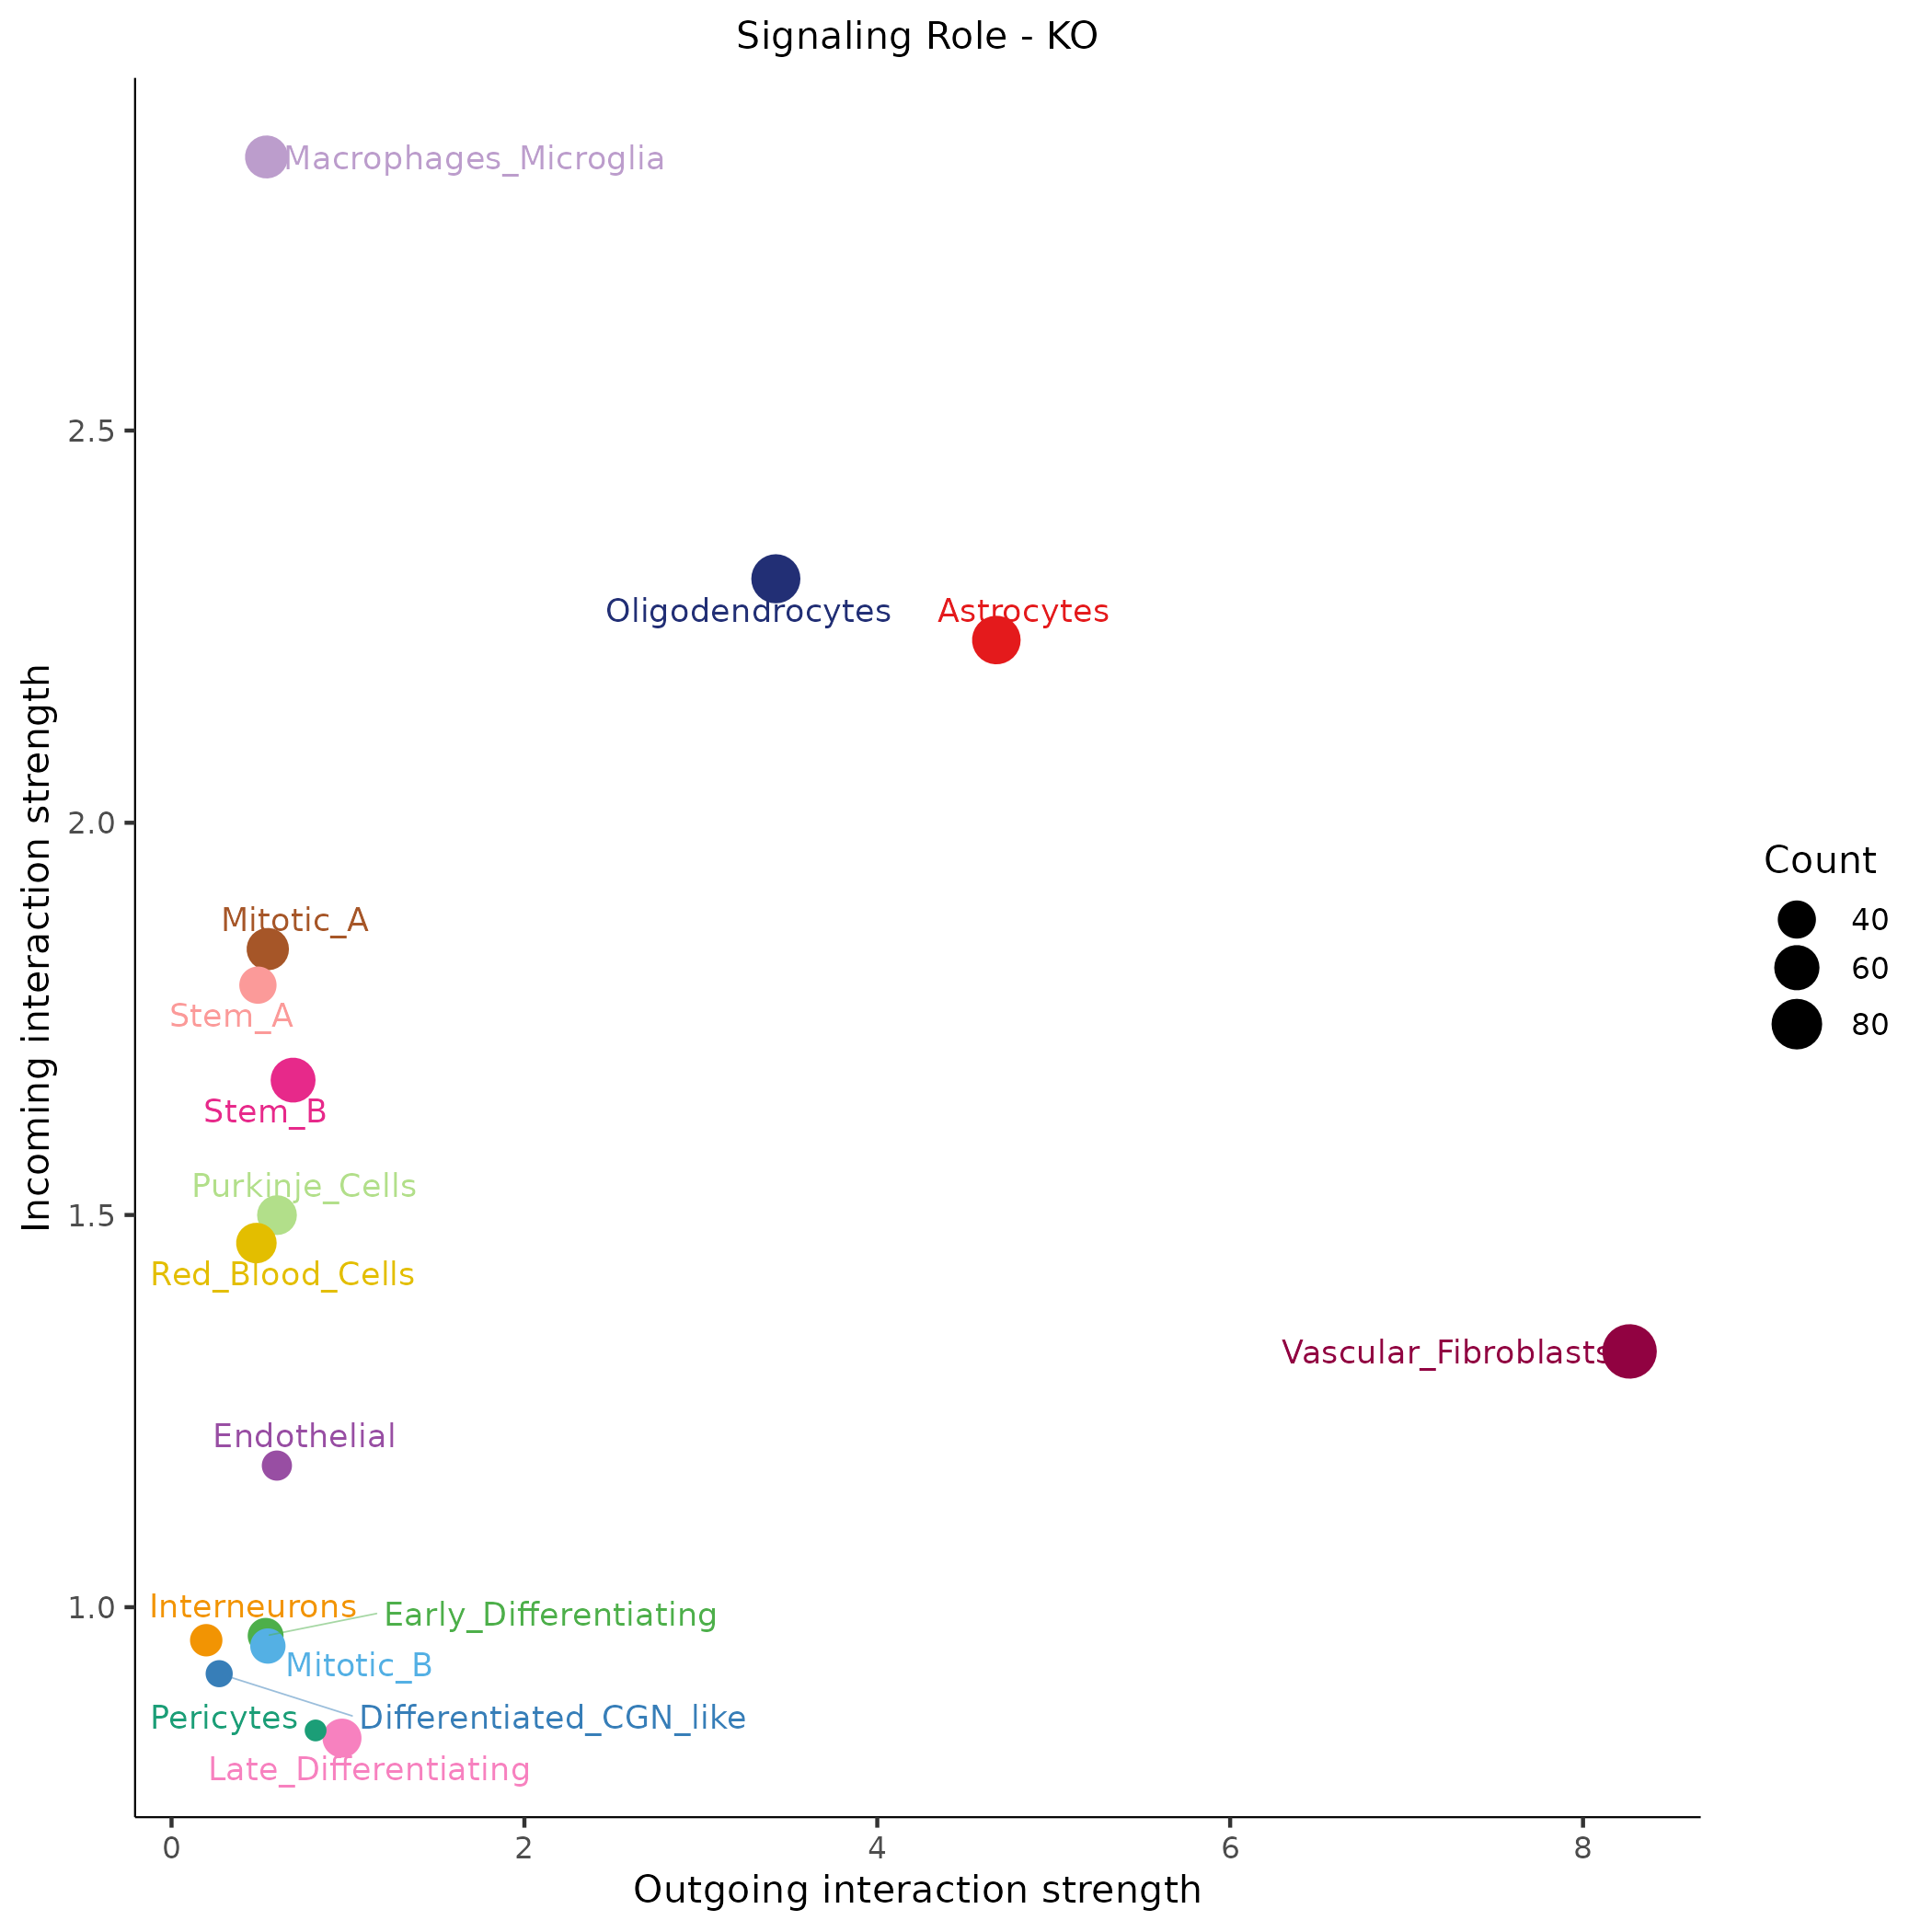 Signaling Role - KO
Macrophages_Microglia
2.5
Oligodendrocytes
Astrocytes
2.0
Mitotic_A
Stem_A
Stem_B
Purkinje_Cells
1.5
Red_Blood_Cells
Vascular_Fibroblasts
Endothelial
1.0
Interneurons
Early_Differentiating
Mitotic_B
Pericytes
Differentiated_CGN_like
Late_Differentiating
0
2
4
6
8
Outgoing interaction strength
Incoming interaction strength
Count
40
60
80